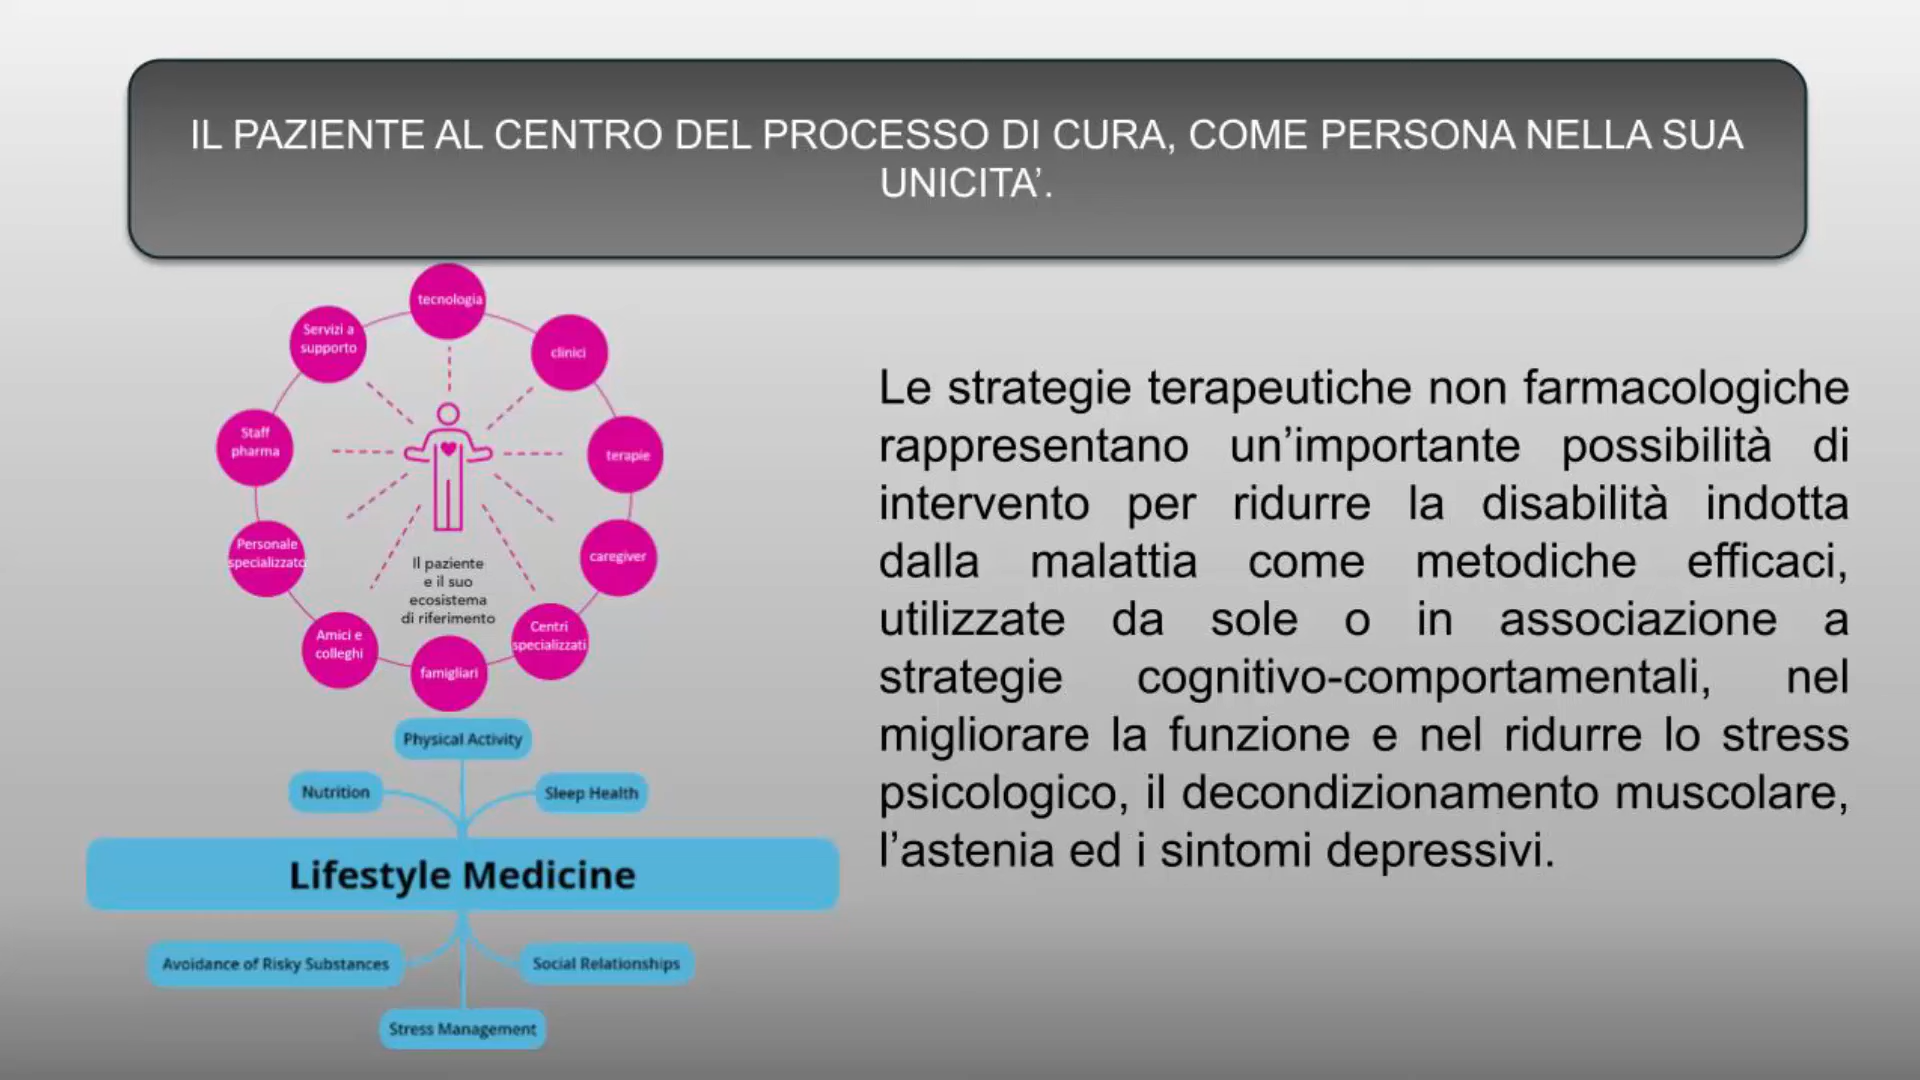 IL PAZIENTE AL CENTRO DEL PROCESSO DI CURA, COME PERSONA NELLA SUA
UNICITA’.
tecnologia
Servizi a
supporto
clinici
Staff
pharma
terapie
Personale
specializzato
caregiver
Il paziente
e il suo
ecosistema
di riferimento
Amici e
colleghi
Centri
specializzati
famigliari
Physical Activity
Nutrition
Sleep Health
Lifestyle Medicine
Avoidance of Risky Substances
Social Relationships
Stress Management
Le strategie terapeutiche non farmacologiche
rappresentano un’importante possibilità di
intervento per ridurre la disabilità indotta
dalla malattia come metodiche efficaci,
utilizzate da sole o in associazione a
strategie cognitivo-comportamentali, nel
migliorare la funzione e nel ridurre lo stress
psicologico, il decondizionamento muscolare,
l’astenia ed i sintomi depressivi.